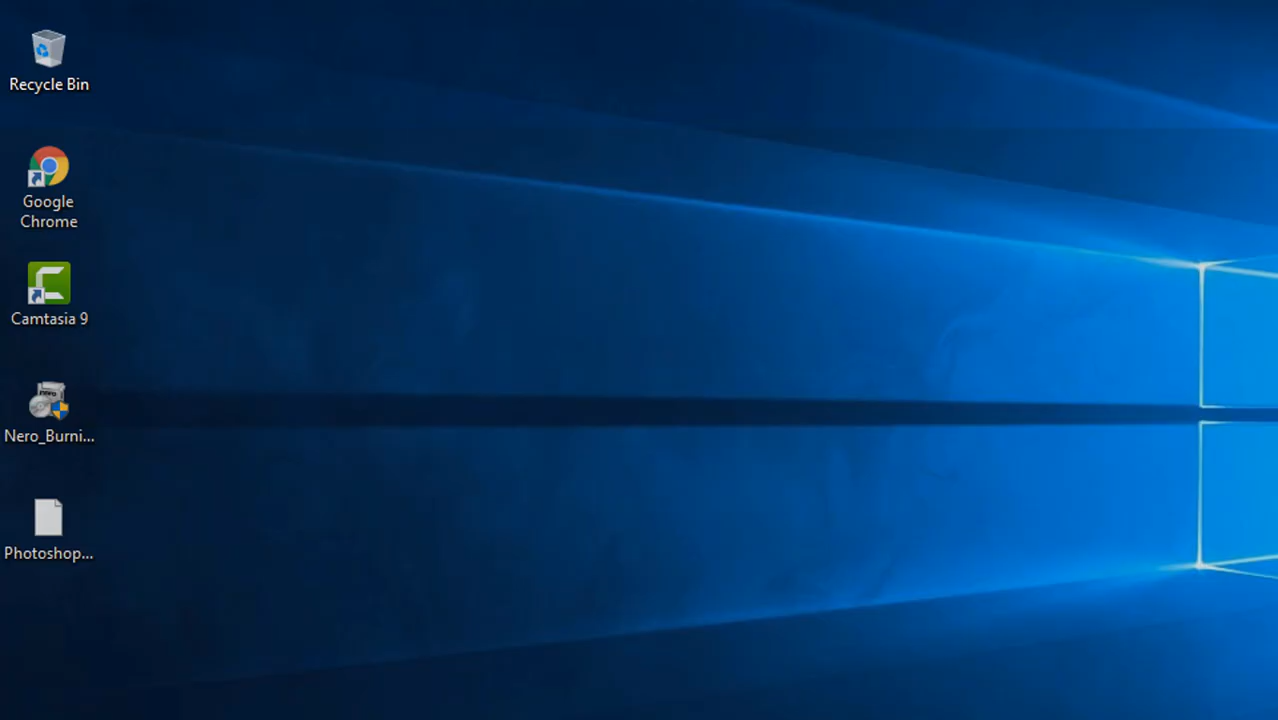 Recycle Bin
Google
Chrome
Camtasia 9
Nero_Burni...
Photoshop...